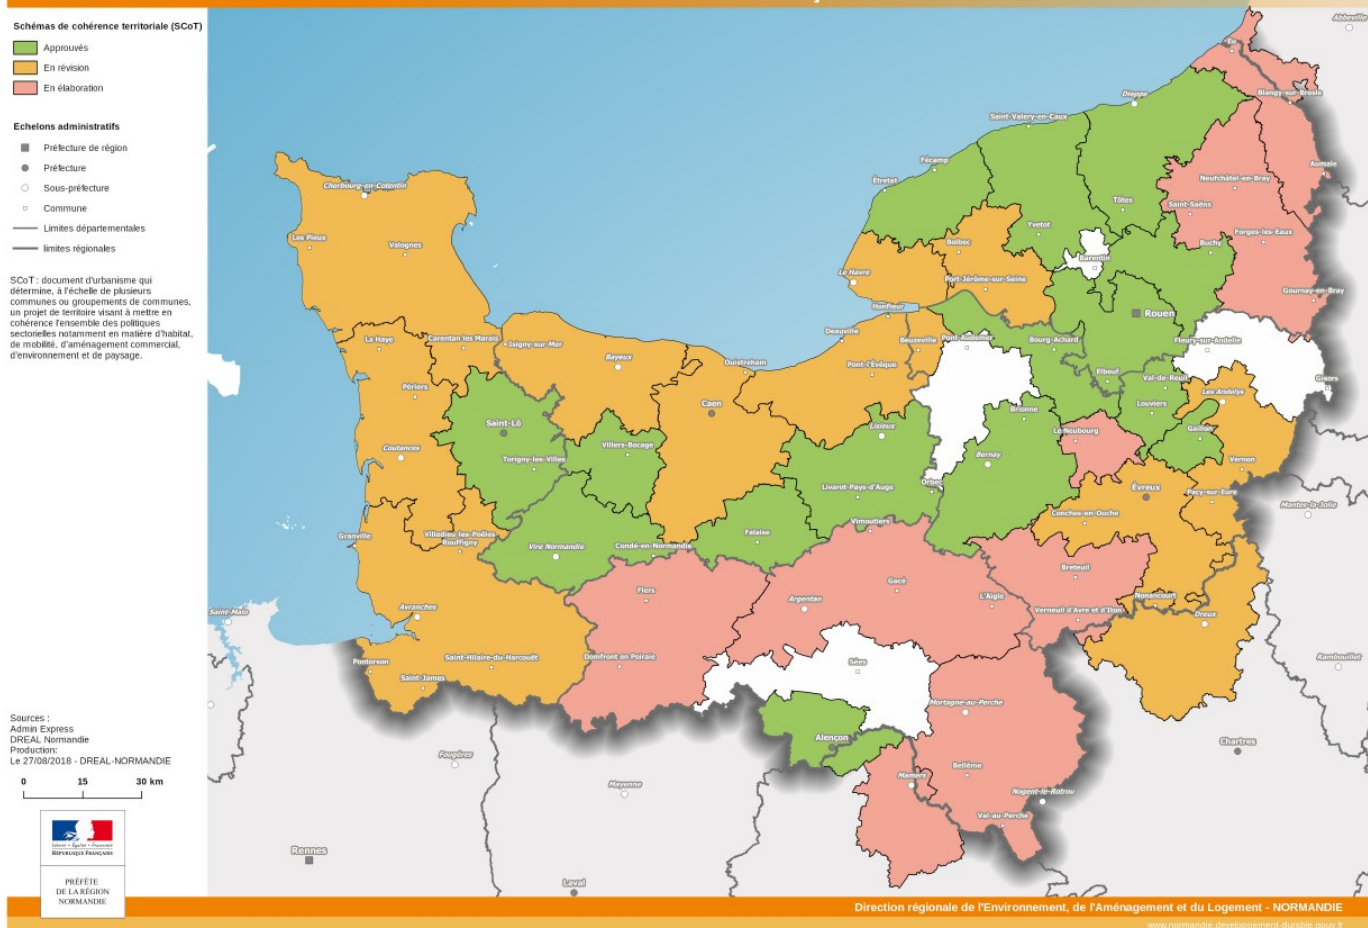 Schémas de cohérence territoriale (SCoT)
Approuvés
En révision
En élaboration
Echelons administratifs
Préfecture de région
Préfecture
Sous-préfecture
Commune
Limites départementales
limites régionales
SCoT : document d'urbanisme qui
détermine, à l'échelle de plusieurs
communes ou groupements de communes,
un projet de territoire visant à mettre en
cohérence l'ensemble des politiques
sectorielles notamment en matière d'habitat,
de mobilité, d'aménagement commercial,
d'environnement et de paysage.
Sources :
Admin Express
DREAL Normandie
Production:
Le 27/08/2018 - DREAL-NORMANDIE
0 15 30 km
Liberté • Égalité • Fraternité
RÉPUBLIQUE FRANÇAISE
PRÉFÈTE
DE LA RÉGION
NORMANDIE
Abbeville
Eu
Blangy-sur-Bresle
Dieppe
Saint-Valery-en-Caux
Fécamp
Aumale
Neufchâtel-en-Bray
Étretat
Cherbourg-en-Cotentin
Tôtes
Saint-Saëns
Les Pieux
Valognes
Yvetot
Forges-les-Eaux
Bolbec
Buchy
Barentin
Le Havre
Port-Jérôme-sur-Seine
Gournay-en-Bray
Honfleur
Rouen
Deauville
La Haye
Carentan les Marais
Isigny-sur-Mer
Beuzeville
Pont-Audemer
Bourg-Achard
Fleury-sur-Andelle
Bayeux
Ouistreham
Pont-l'Évêque
Elbeuf
Val-de-Reuil
Gisors
Périers
Les Andelys
Caen
Louviers
Brionne
Saint-Lô
Lisieux
Le Neubourg
Gaillon
Villers-Bocage
Coutances
Torigny-les-Villes
Bernay
Vernon
Livarot-Pays-d'Auge
Orbec
Évreux
Pacy-sur-Eure
Mantes-la-Jolie
Conches-en-Ouche
Vimoutiers
Granville
Villedieu-les-Poêles
Rouffigny
Falaise
Vire Normandie
Condé-en-Normandie
Breteuil
Flers
Gacé
Argentan
L'Aigle
Nonancourt
Saint-Malo
Avranches
Verneuil d'Avre et d'Iton
Dreux
Pontorson
Saint-Hilaire-du-Harcouët
Domfront en Poiraie
Sées
Rambouillet
Saint-James
Mortagne-au-Perche
Alençon
Chartres
Fougères
Bellême
Mamers
Mayenne
Nogent-le-Rotrou
Val-au-Perche
Rennes
Laval
Direction régionale de l'Environnement, de l'Aménagement et du Logement - NORMANDIE
www.normandie.developpement-durable.gouv.fr